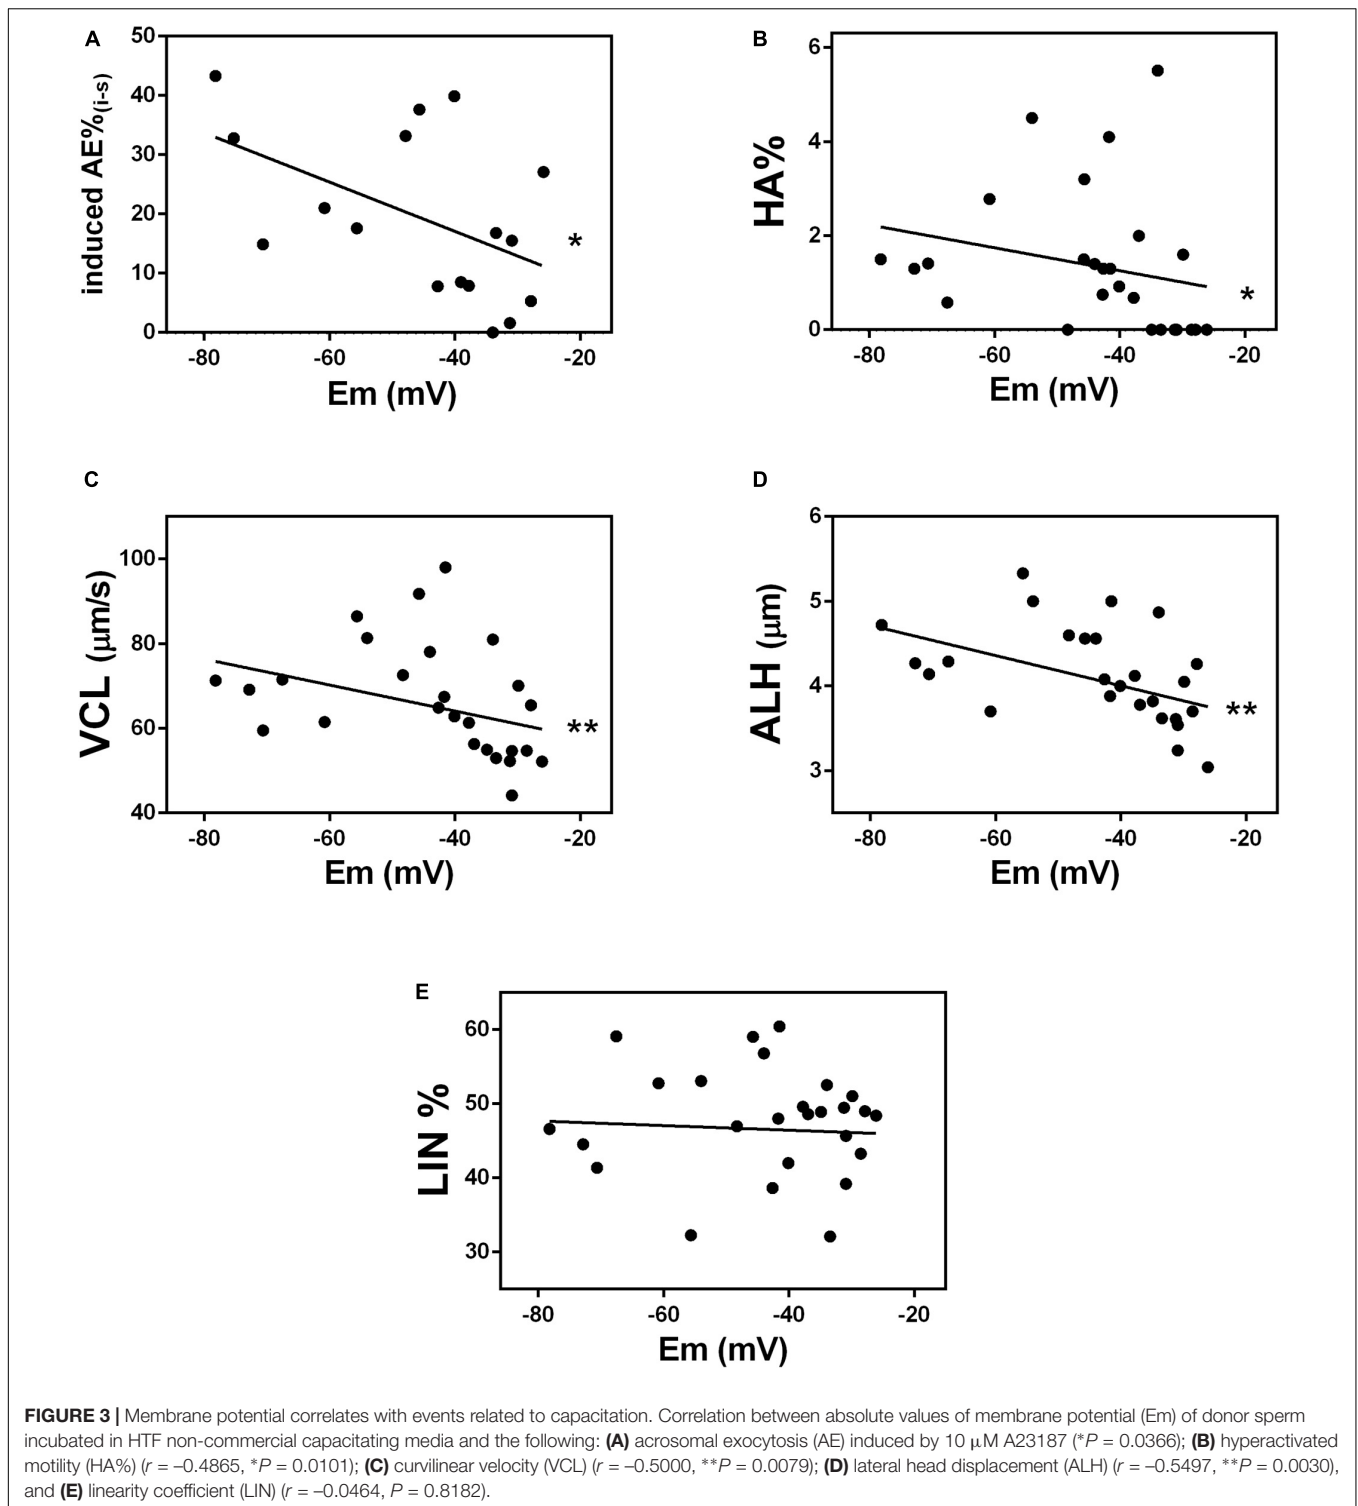 A
50
40
30
20
10
0
induced AE%(i-s)
*
-80 -60 -40 -20
Em (mV)
B
6
4
2
0
HA%
*
-80 -60 -40 -20
Em (mV)
C
100
80
60
40
VCL (μm/s)
**
-80 -60 -40 -20
Em (mV)
D
6
5
4
3
ALH (μm)
**
-80 -60 -40 -20
Em (mV)
E
60
50
40
30
LIN %
-80 -60 -40 -20
Em (mV)
FIGURE 3 | Membrane potential correlates with events related to capacitation. Correlation between absolute values of membrane potential (Em) of donor sperm
incubated in HTF non-commercial capacitating media and the following: (A) acrosomal exocytosis (AE) induced by 10 μM A23187 (*P = 0.0366); (B) hyperactivated
motility (HA%) (r = –0.4865, *P = 0.0101); (C) curvilinear velocity (VCL) (r = –0.5000, **P = 0.0079); (D) lateral head displacement (ALH) (r = –0.5497, **P = 0.0030),
and (E) linearity coefficient (LIN) (r = –0.0464, P = 0.8182).